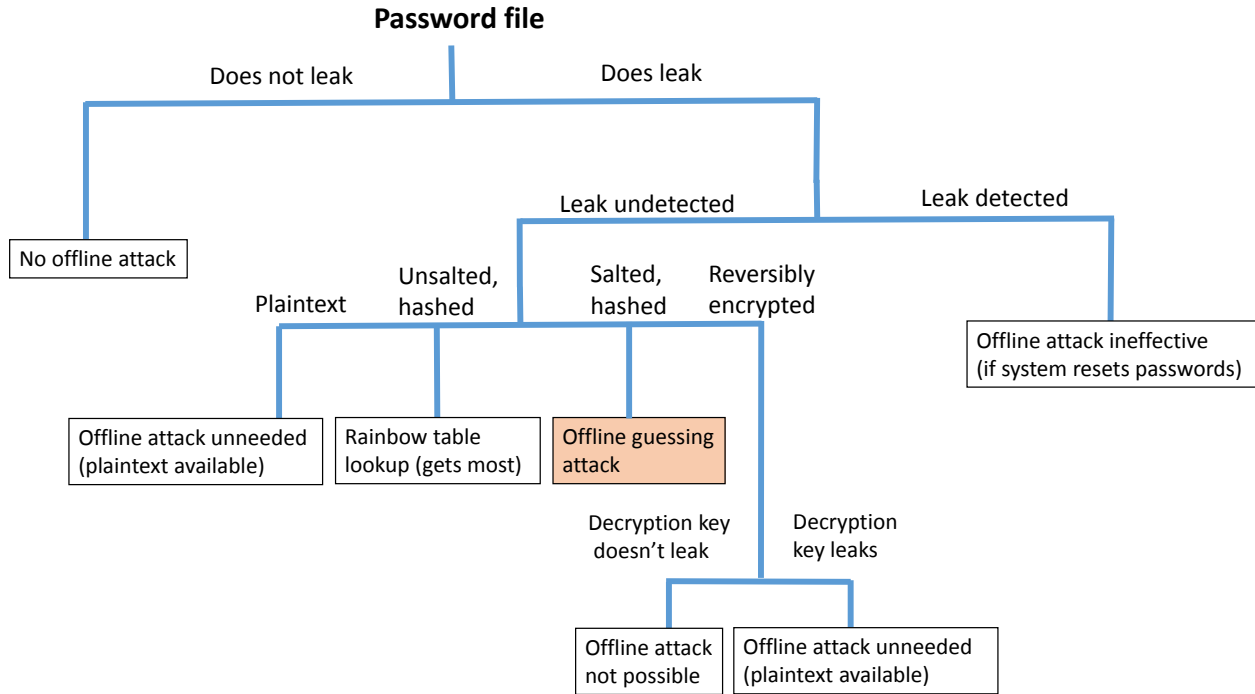 Password file
Does not leak
Does leak
Leak undetected
Leak detected
No offline attack
Plaintext
Unsalted,
hashed
Salted,
hashed
Reversibly
encrypted
Offline attack ineffective
(if system resets passwords)
Offline attack unneeded
(plaintext available)
Rainbow table
lookup (gets most)
Offline guessing
attack
Decryption key
doesn’t leak
Decryption
key leaks
Offline attack
not possible
Offline attack unneeded
(plaintext available)